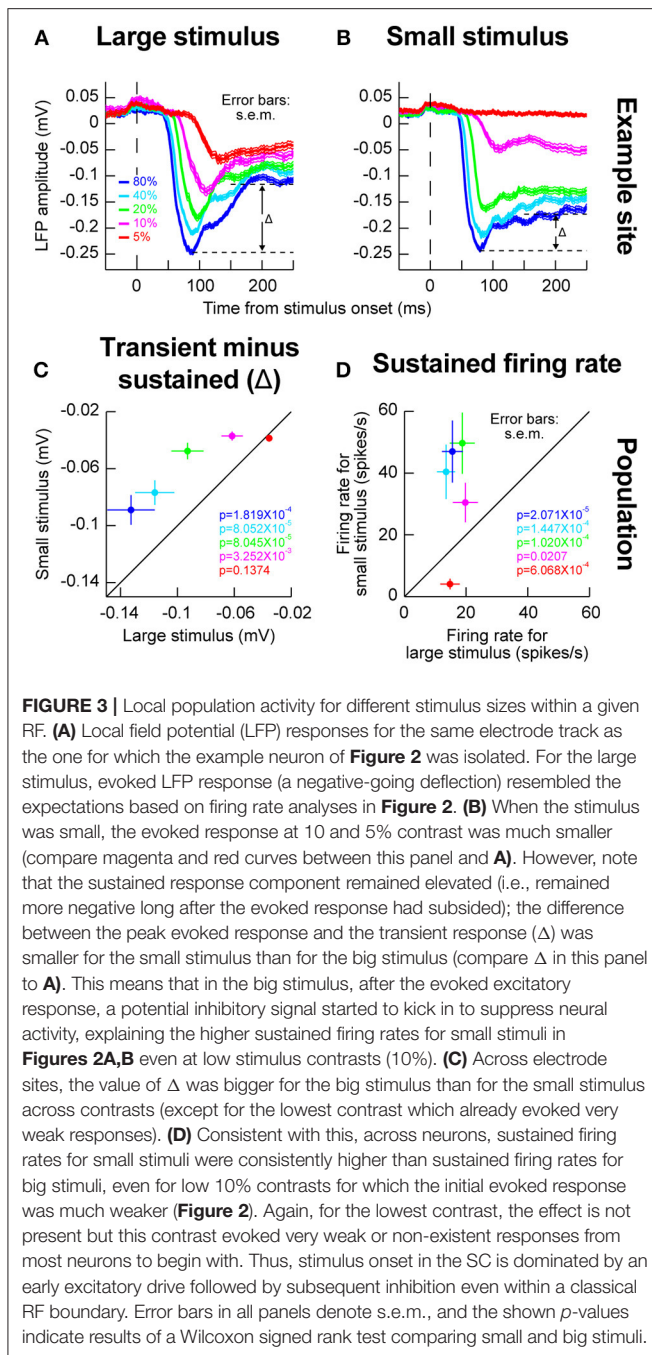 A Large stimulus
B Small stimulus
Example site
Error bars:
s.e.m.
LFP amplitude (mV)
0.05
0
-0.05
-0.10
-0.15
-0.20
-0.25
80%
40%
20%
10%
5%
Δ
0 100 200
0.05
0
-0.05
-0.10
-0.15
-0.20
-0.25
Δ
0 100 200
Time from stimulus onset (ms)
Population
C Transient minus
sustained (Δ)
Small stimulus (mV)
-0.02
-0.06
-0.1
-0.14
p=1.819X10⁻⁴
p=8.052X10⁻⁵
p=8.045X10⁻⁵
p=3.252X10⁻³
p=0.1374
-0.14 -0.1 -0.06 -0.02
Large stimulus (mV)
D Sustained firing rate
Firing rate for
small stimulus (spikes/s)
60
40
20
0
Error bars:
s.e.m.
p=2.071X10⁻⁵
p=1.447X10⁻⁴
p=1.020X10⁻⁴
p=0.0207
p=6.068X10⁻⁴
0 20 40 60
Firing rate for
large stimulus (spikes/s)
FIGURE 3 | Local population activity for different stimulus sizes within a given
RF. (A) Local field potential (LFP) responses for the same electrode track as
the one for which the example neuron of Figure 2 was isolated. For the large
stimulus, evoked LFP response (a negative-going deflection) resembled the
expectations based on firing rate analyses in Figure 2. (B) When the stimulus
was small, the evoked response at 10 and 5% contrast was much smaller
(compare magenta and red curves between this panel and A). However, note
that the sustained response component remained elevated (i.e., remained
more negative long after the evoked response had subsided); the difference
between the peak evoked response and the transient response (Δ) was
smaller for the small stimulus than for the big stimulus (compare Δ in this panel
to A). This means that in the big stimulus, after the evoked excitatory
response, a potential inhibitory signal started to kick in to suppress neural
activity, explaining the higher sustained firing rates for small stimuli in
Figures 2A,B even at low stimulus contrasts (10%). (C) Across electrode
sites, the value of Δ was bigger for the big stimulus than for the small stimulus
across contrasts (except for the lowest contrast which already evoked very
weak responses). (D) Consistent with this, across neurons, sustained firing
rates for small stimuli were consistently higher than sustained firing rates for
big stimuli, even for low 10% contrasts for which the initial evoked response
was much weaker (Figure 2). Again, for the lowest contrast, the effect is not
present but this contrast evoked very weak or non-existent responses from
most neurons to begin with. Thus, stimulus onset in the SC is dominated by an
early excitatory drive followed by subsequent inhibition even within a classical
RF boundary. Error bars in all panels denote s.e.m., and the shown p-values
indicate results of a Wilcoxon signed rank test comparing small and big stimuli.